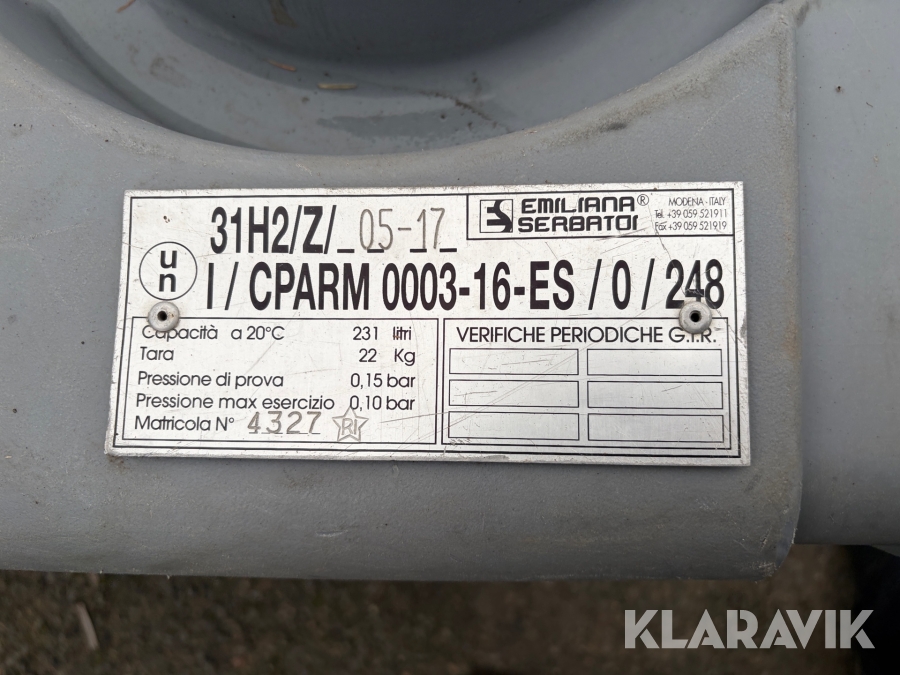 un
31H2/Z/_05-17_
I / CPARM 0003-16-ES / 0 / 248
EMILIANA®
SERBATOI
MODENA - ITALY
Tel. +39 059 521911
Fax +39 059 521919
Capacità a 20°C 231 litri
Tara 22 Kg
Pressione di prova 0,15 bar
Pressione max esercizio 0,10 bar
Matricola N° 4327 RI
VERIFICHE PERIODICHE G.I.R.
KLARAVIK